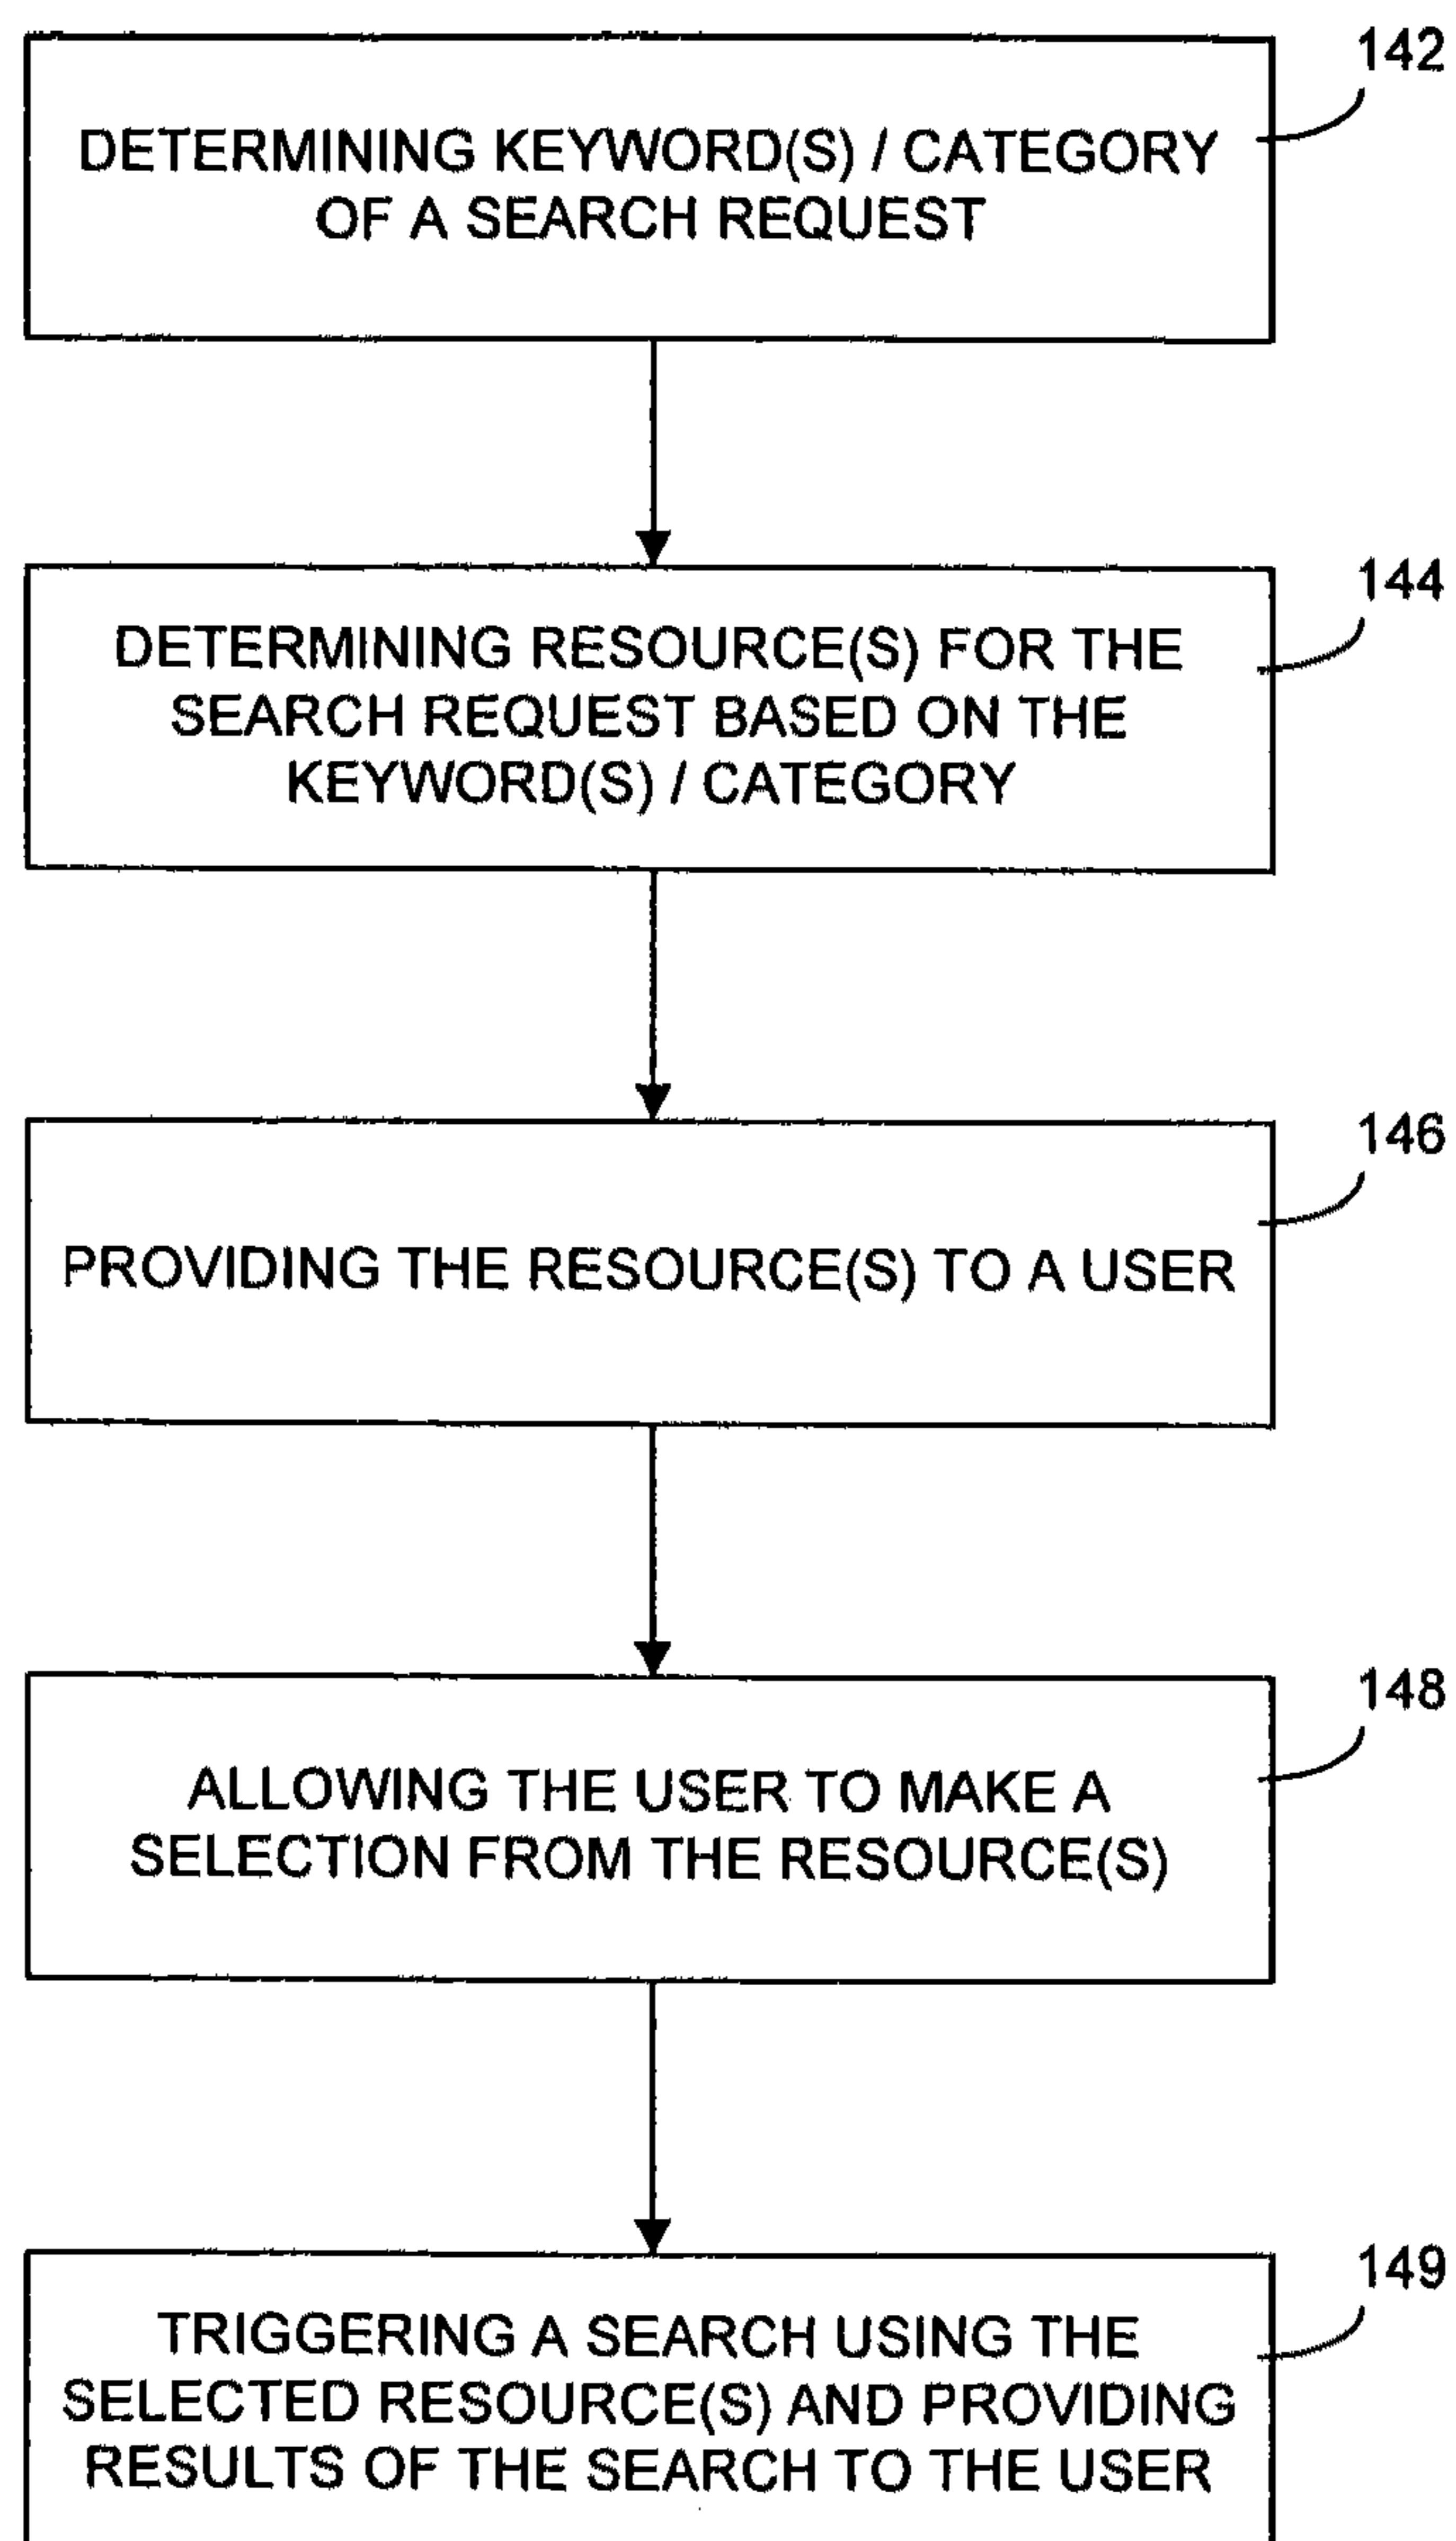 142
DETERMINING KEYWORD(S) / CATEGORY
OF A SEARCH REQUEST
144
DETERMINING RESOURCE(S) FOR THE
SEARCH REQUEST BASED ON THE
KEYWORD(S) / CATEGORY
146
PROVIDING THE RESOURCE(S) TO A USER
148
ALLOWING THE USER TO MAKE A
SELECTION FROM THE RESOURCE(S)
149
TRIGGERING A SEARCH USING THE
SELECTED RESOURCE(S) AND PROVIDING
RESULTS OF THE SEARCH TO THE USER